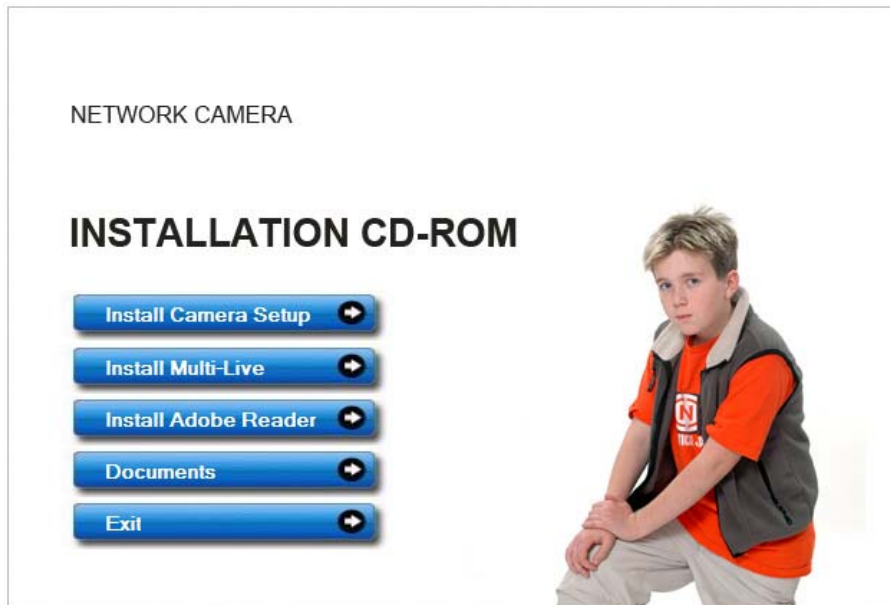 NETWORK CAMERA
INSTALLATION CD-ROM
Install Camera Setup
Install Multi-Live
Install Adobe Reader
Documents
Exit
N